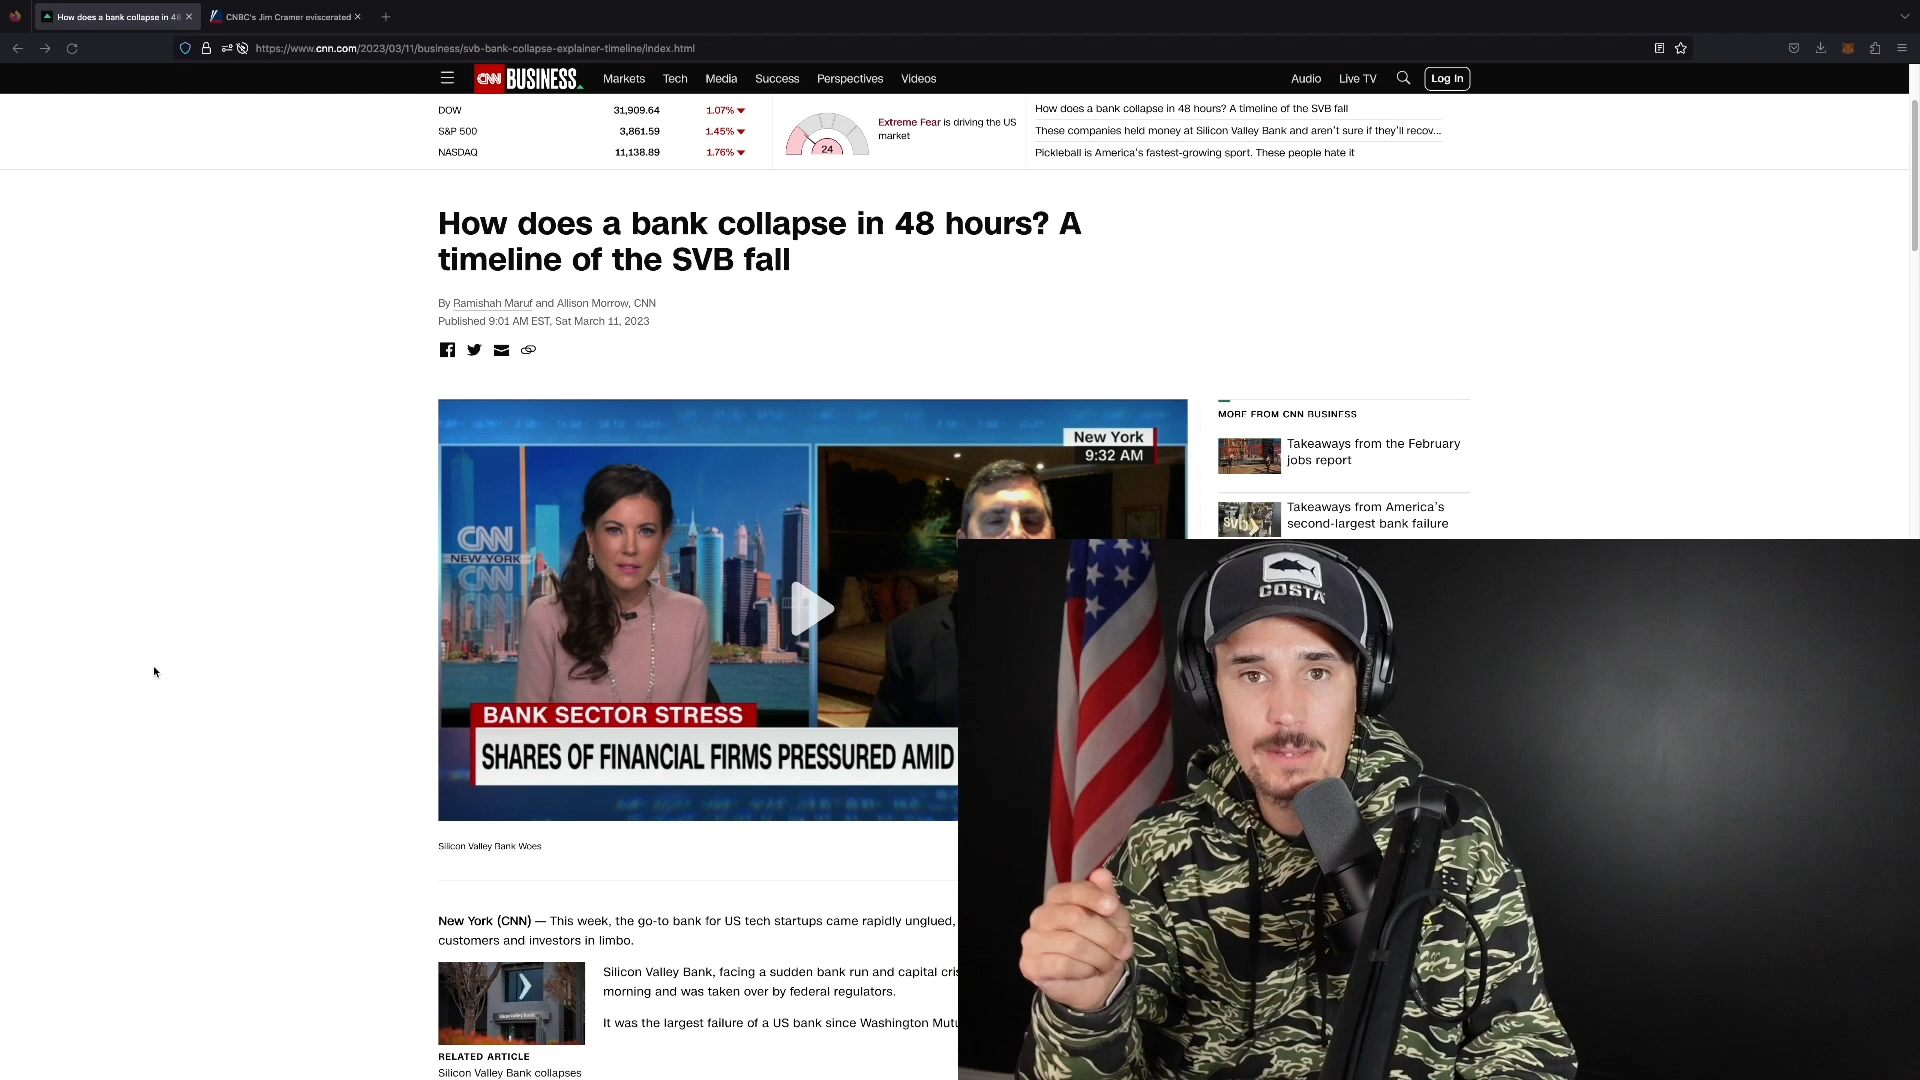 How does a bank collapse in 48
CNBC's Jim Cramer eviscerated
https://www.cnn.com/2023/03/11/business/svb-bank-collapse-explainer-timeline/index.html
CNN BUSINESS
Markets
Tech
Media
Success
Perspectives
Videos
Audio
Live TV
Log In
DOW 31,909.64 1.07%
S&P 500 3,861.59 1.45%
NASDAQ 11,138.89 1.76%
24
Extreme Fear is driving the US
market
How does a bank collapse in 48 hours? A timeline of the SVB fall
These companies held money at Silicon Valley Bank and aren't sure if they'll recov...
Pickleball is America's fastest-growing sport. These people hate it
How does a bank collapse in 48 hours? A
timeline of the SVB fall
By Ramishah Maruf and Allison Morrow, CNN
Published 9:01 AM EST, Sat March 11, 2023
New York
9:32 AM
CNN
NEW YORK
CNN
BANK SECTOR STRESS
SHARES OF FINANCIAL FIRMS PRESSURED AMID
MORE FROM CNN BUSINESS
Takeaways from the February
jobs report
svb
Takeaways from America's
second-largest bank failure
COSTA
Silicon Valley Bank Woes
New York (CNN) — This week, the go-to bank for US tech startups came rapidly unglued,
customers and investors in limbo.
Silicon Valley Bank
Silicon Valley Bank, facing a sudden bank run and capital cris
morning and was taken over by federal regulators.
It was the largest failure of a US bank since Washington Mutu
RELATED ARTICLE
Silicon Valley Bank collapses